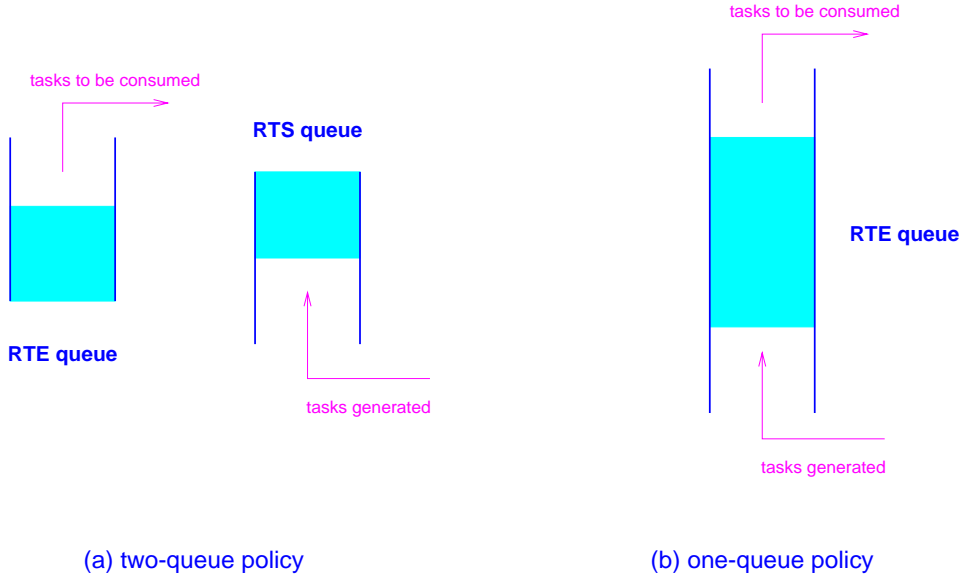 tasks to be consumed
RTS queue
RTE queue
tasks generated
(a) two-queue policy
tasks to be consumed
RTE queue
tasks generated
(b) one-queue policy